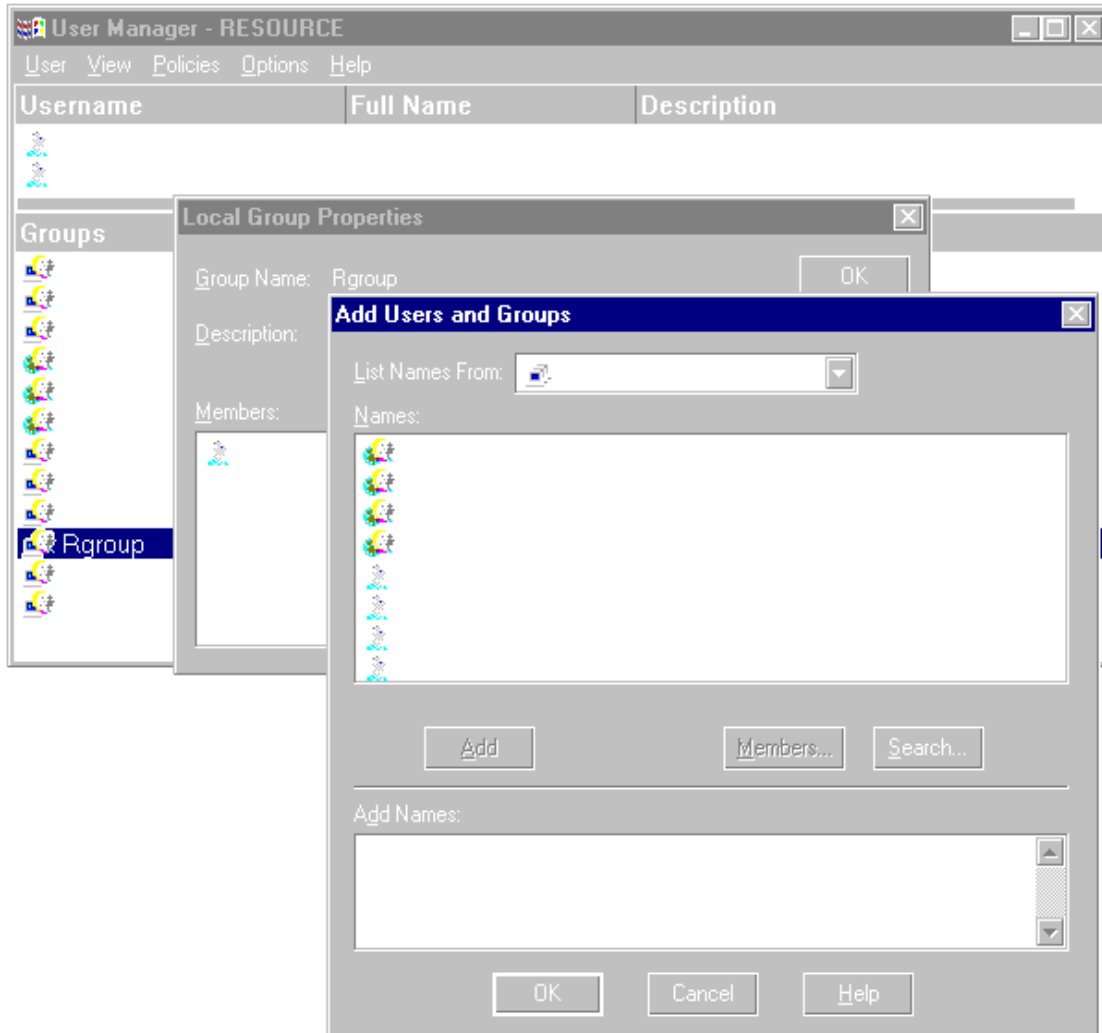 User Manager - RESOURCE
User View Policies Options Help
Username Full Name Description
Groups
Rgroup
Local Group Properties
Group Name: Rgroup
OK
Description:
Members:
Add Users and Groups
List Names From:
Names:
Add Members... Search...
Add Names:
OK Cancel Help